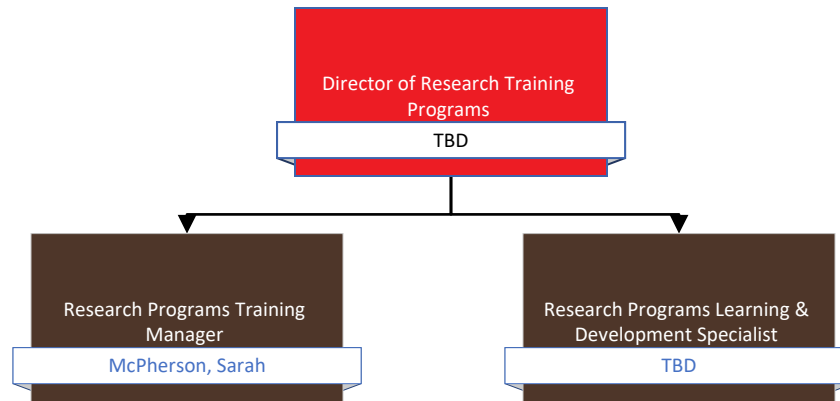 Director of Research Training
Programs
TBD
Research Programs Training
Manager
McPherson, Sarah
Research Programs Learning &
Development Specialist
TBD